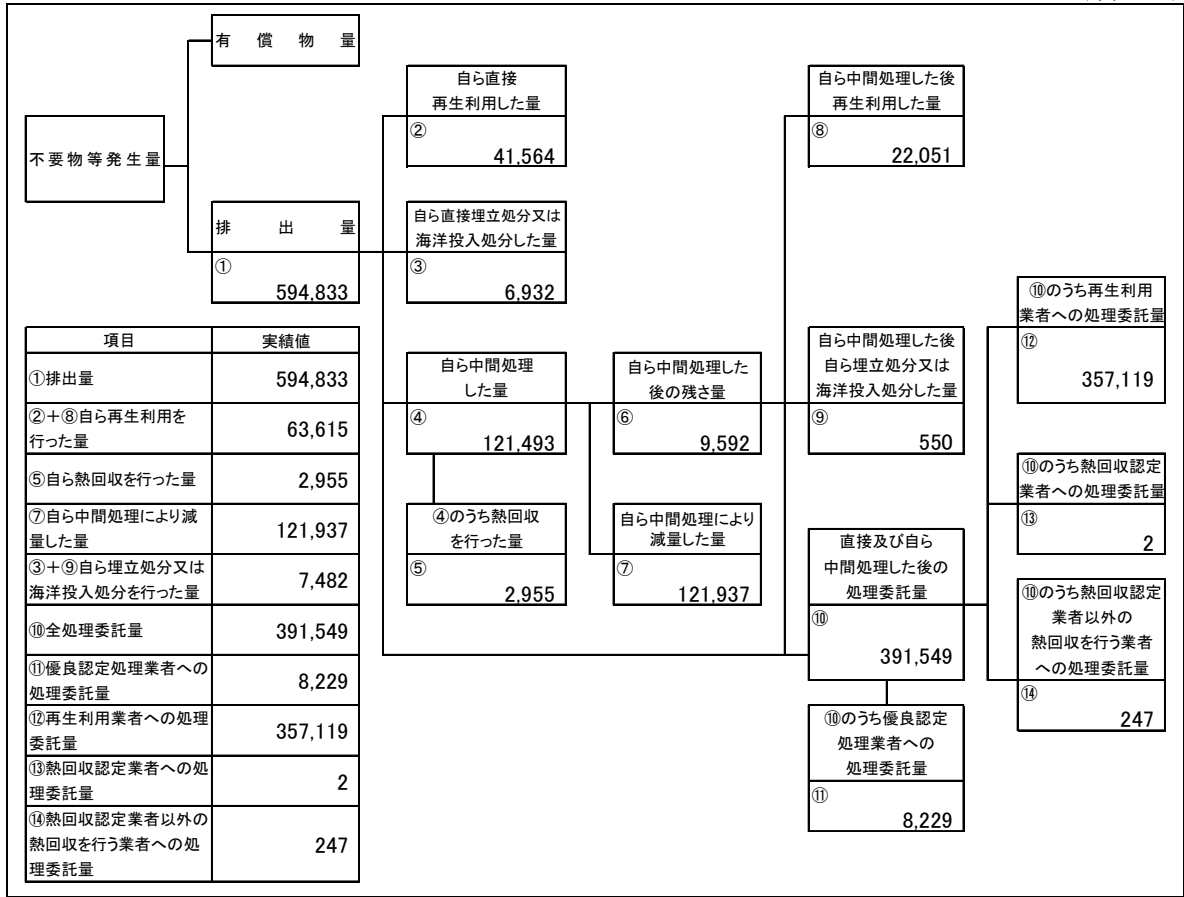 有償物量
不要物等発生量
排出量
①
594,833
自ら直接
再生利用した量
②
41,564
自ら直接埋立処分又は
海洋投入処分した量
③
6,932
自ら中間処理
した量
④
121,493
④のうち熱回収
を行った量
⑤
2,955
自ら中間処理した
後の残さ量
⑥
9,592
自ら中間処理により
減量した量
⑦
121,937
自ら中間処理した後
再生利用した量
⑧
22,051
自ら中間処理した後
自ら埋立処分又は
海洋投入処分した量
⑨
550
直接及び自ら
中間処理した後の
処理委託量
⑩
391,549
⑩のうち優良認定
処理業者への
処理委託量
⑪
8,229
⑩のうち再生利用
業者への処理委託量
⑫
357,119
⑩のうち熱回収認定
業者への処理委託量
⑬
2
⑩のうち熱回収認定
業者以外の
熱回収を行う業者
への処理委託量
⑭
247
項目 実績値
①排出量 594,833
②＋⑧自ら再生利用を
行った量 63,615
⑤自ら熱回収を行った量 2,955
⑦自ら中間処理により減
量した量 121,937
③＋⑨自ら埋立処分又は
海洋投入処分を行った量 7,482
⑩全処理委託量 391,549
⑪優良認定処理業者への
処理委託量 8,229
⑫再生利用業者への処理
委託量 357,119
⑬熱回収認定業者への処
理委託量 2
⑭熱回収認定業者以外の
熱回収を行う業者への処
理委託量 247